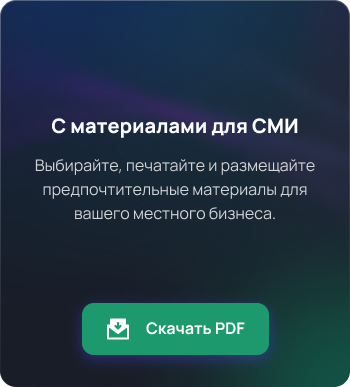 С материалами для СМИ
Выбирайте, печатайте и размещайте
предпочтительные материалы для
вашего местного бизнеса.
Скачать PDF